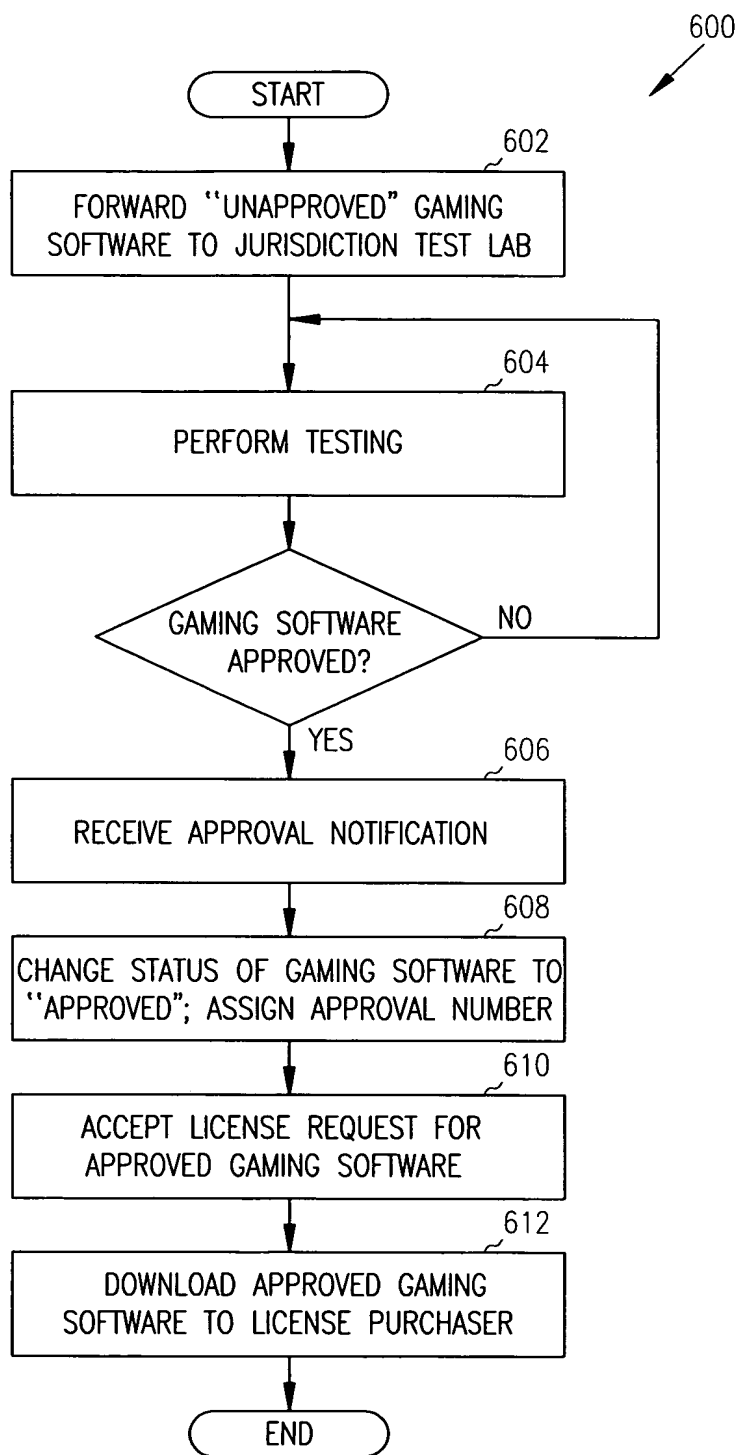 600
START
602
FORWARD ‘‘UNAPPROVED” GAMING
SOFTWARE TO JURISDICTION TEST LAB
604
PERFORM TESTING
GAMING SOFTWARE
APPROVED?
NO
YES
606
RECEIVE APPROVAL NOTIFICATION
608
CHANGE STATUS OF GAMING SOFTWARE TO
‘‘APPROVED”; ASSIGN APPROVAL NUMBER
610
ACCEPT LICENSE REQUEST FOR
APPROVED GAMING SOFTWARE
612
DOWNLOAD APPROVED GAMING
SOFTWARE TO LICENSE PURCHASER
END